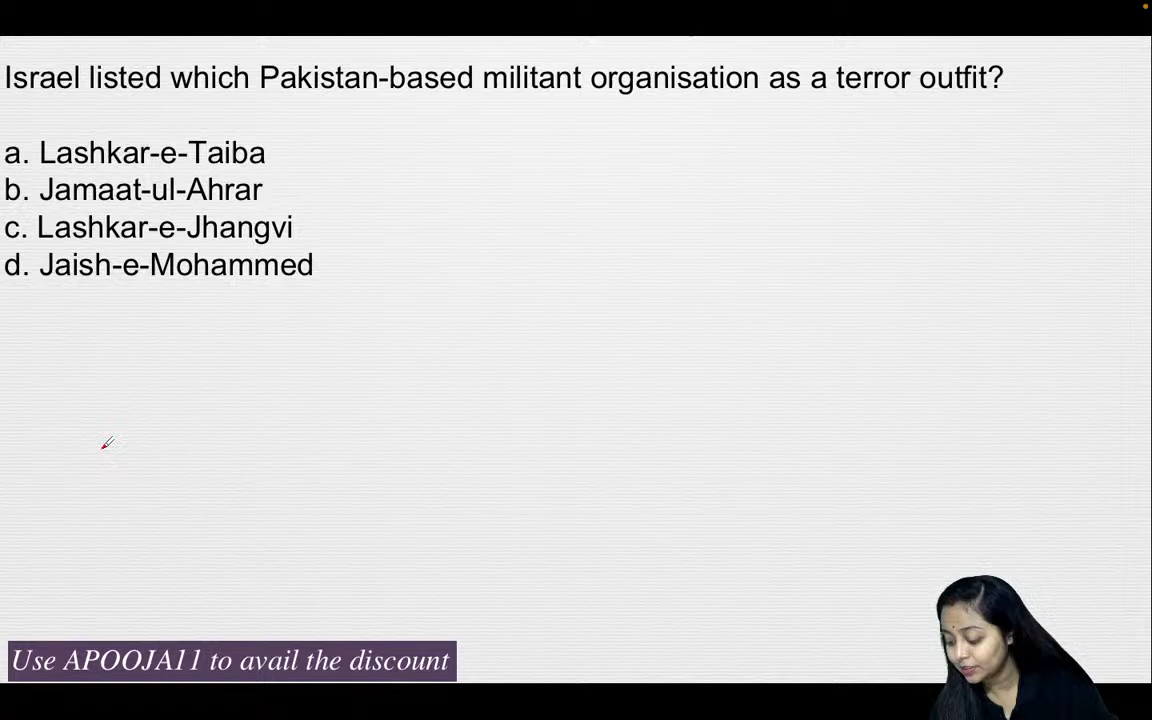 Israel listed which Pakistan-based militant organisation as a terror outfit?
a. Lashkar-e-Taiba
b. Jamaat-ul-Ahrar
c. Lashkar-e-Jhangvi
d. Jaish-e-Mohammed
Use APOOJA11 to avail the discount